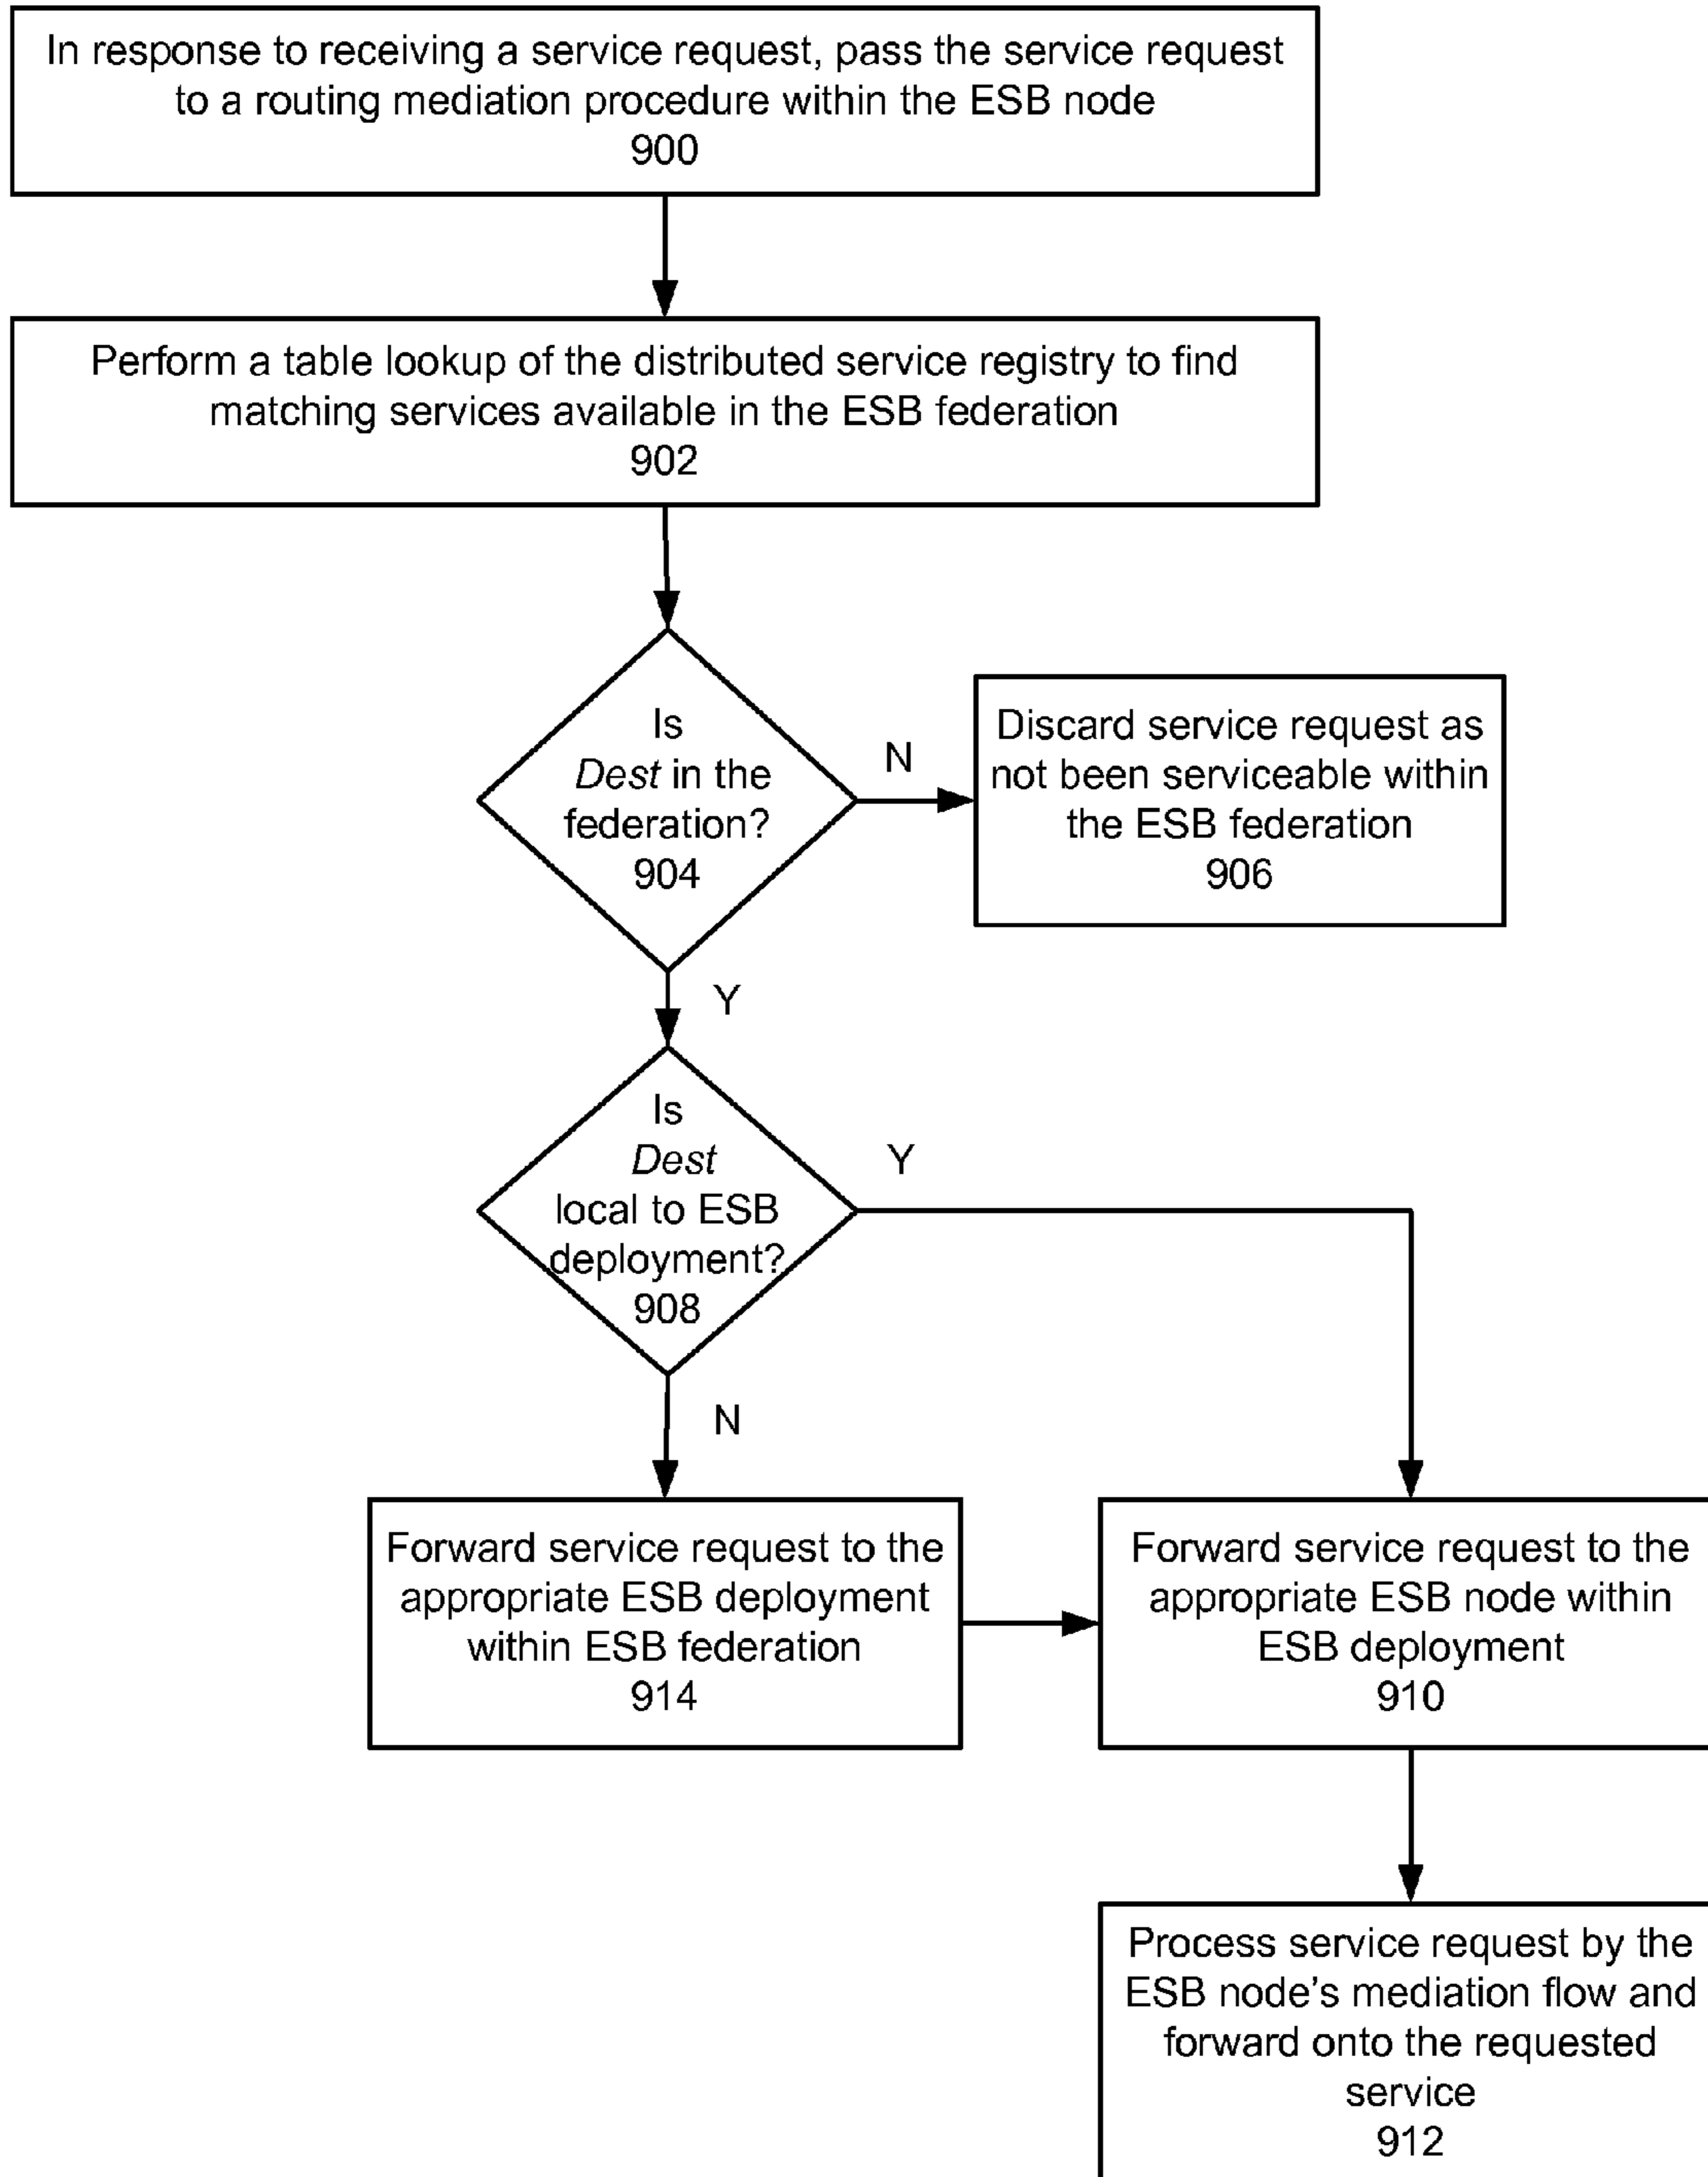 In response to receiving a service request, pass the service request
to a routing mediation procedure within the ESB node
900
Perform a table lookup of the distributed service registry to find
matching services available in the ESB federation
902
Is
Dest in the
federation?
904
N
Discard service request as
not been serviceable within
the ESB federation
906
Y
Is
Dest
local to ESB
deployment?
908
Y
N
Forward service request to the
appropriate ESB deployment
within ESB federation
914
Forward service request to the
appropriate ESB node within
ESB deployment
910
Process service request by the
ESB node's mediation flow and
forward onto the requested
service
912